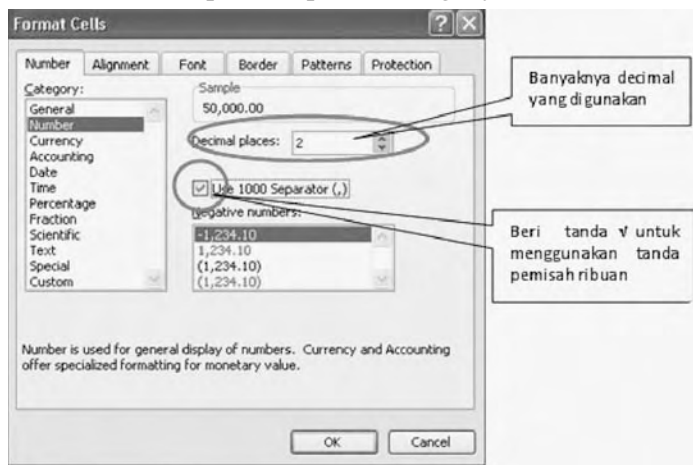 Format Cells
Number Alignment Font Border Patterns Protection
Category:
General
Number
Currency
Accounting
Date
Time
Percentage
Fraction
Scientific
Text
Special
Custom
Sample
50,000.00
Decimal places: 2
Use 1000 Separator (,)
Negative numbers:
-1,234.10
1,234.10
(1,234.10)
(1,234.10)
Number is used for general display of numbers. Currency and Accounting
offer specialized formatting for monetary value.
OK Cancel
Banyaknya decimal
yang digunakan
Beri tanda √ untuk
menggunakan tanda
pemisah ribuan